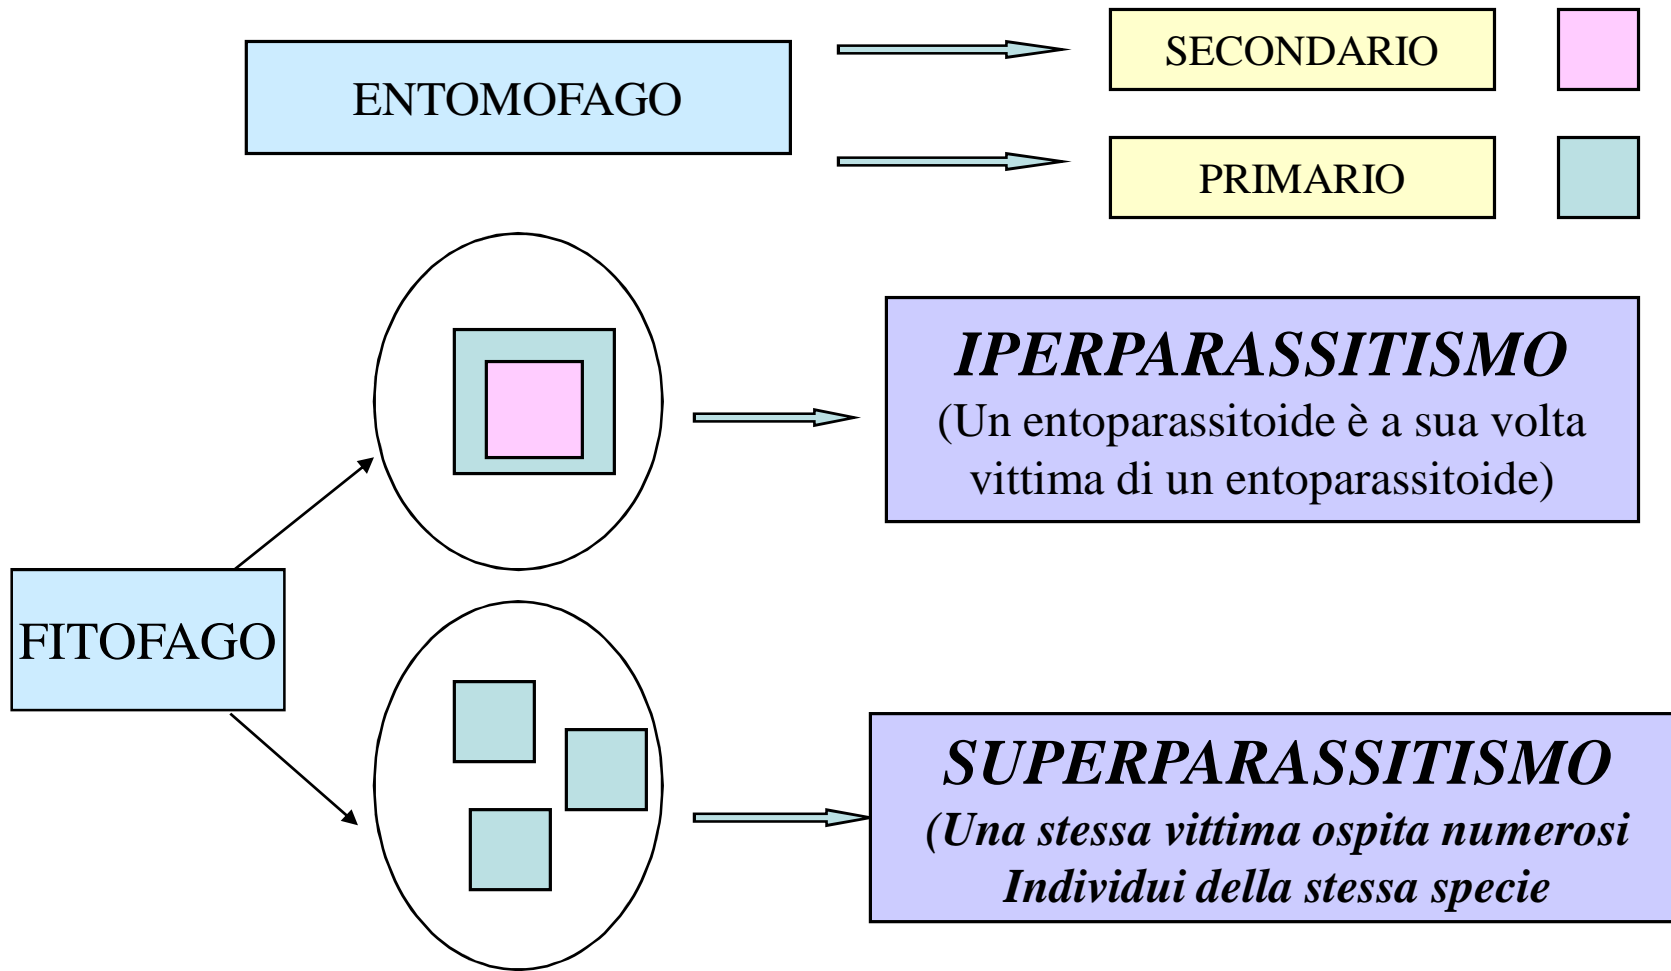 ENTOMOFAGO
SECONDARIO
PRIMARIO
IPERPARASSITISMO
(Un entoparassitoide è a sua volta
vittima di un entoparassitoide)
FITOFAGO
SUPERPARASSITISMO
(Una stessa vittima ospita numerosi
Individui della stessa specie